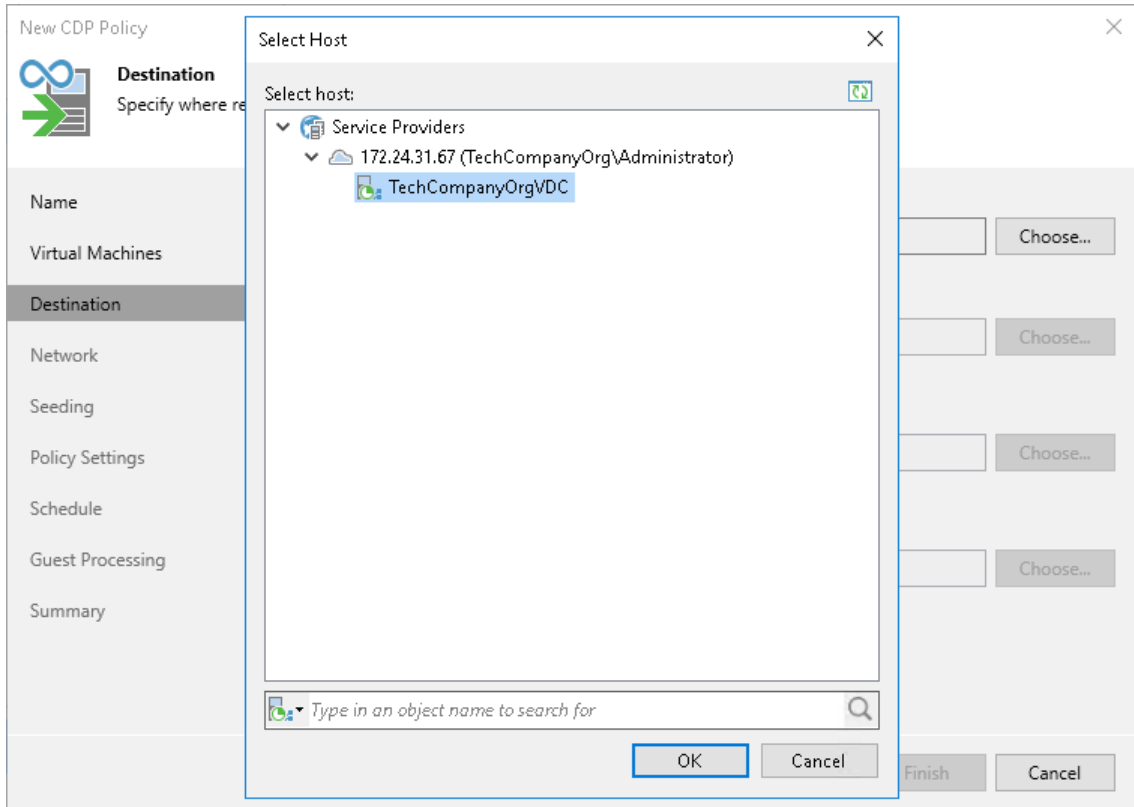 New CDP Policy
Destination
Specify where re
Name
Virtual Machines
Destination
Network
Seeding
Policy Settings
Schedule
Guest Processing
Summary
Select Host
Select host:
Service Providers
172.24.31.67 (TechCompanyOrg\Administrator)
TechCompanyOrgVDC
Type in an object name to search for
OK
Cancel
Choose...
Choose...
Choose...
Choose...
Finish
Cancel